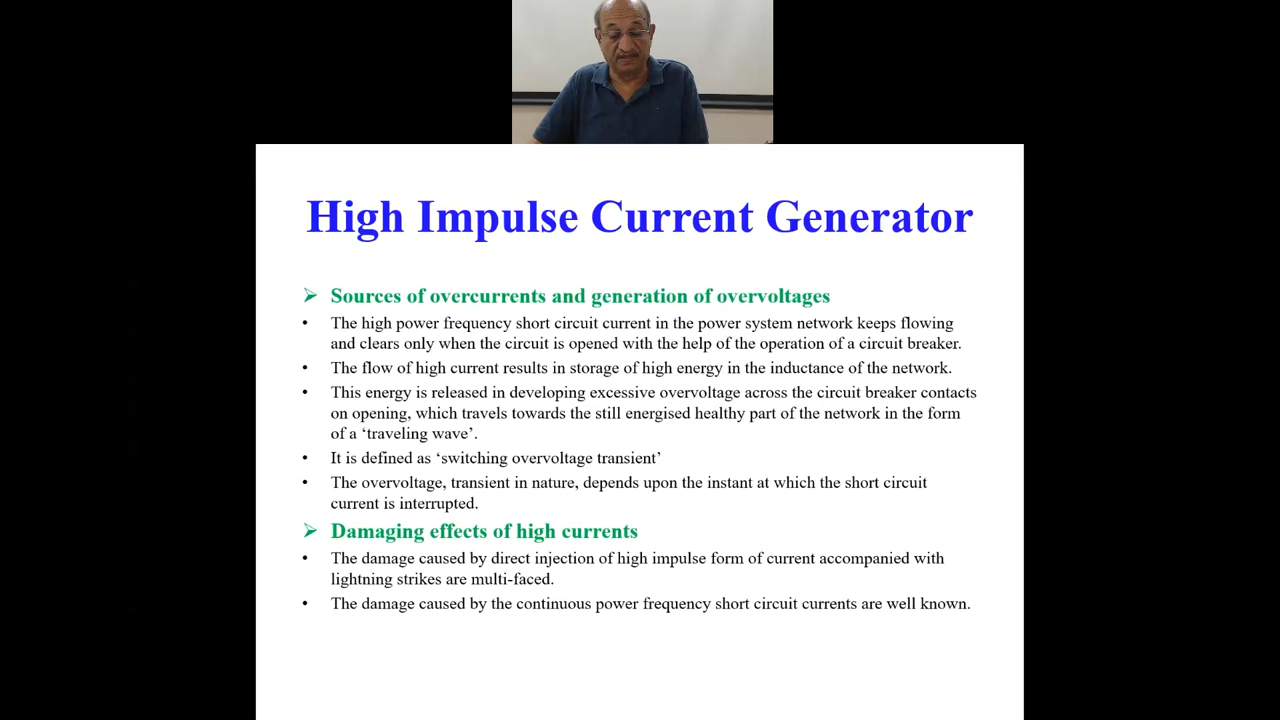 High Impulse Current Generator
➢ Sources of overcurrents and generation of overvoltages
• The high power frequency short circuit current in the power system network keeps flowing
and clears only when the circuit is opened with the help of the operation of a circuit breaker.
• The flow of high current results in storage of high energy in the inductance of the network.
• This energy is released in developing excessive overvoltage across the circuit breaker contacts
on opening, which travels towards the still energised healthy part of the network in the form
of a ‘traveling wave’.
• It is defined as ‘switching overvoltage transient’
• The overvoltage, transient in nature, depends upon the instant at which the short circuit
current is interrupted.
➢ Damaging effects of high currents
• The damage caused by direct injection of high impulse form of current accompanied with
lightning strikes are multi-faced.
• The damage caused by the continuous power frequency short circuit currents are well known.